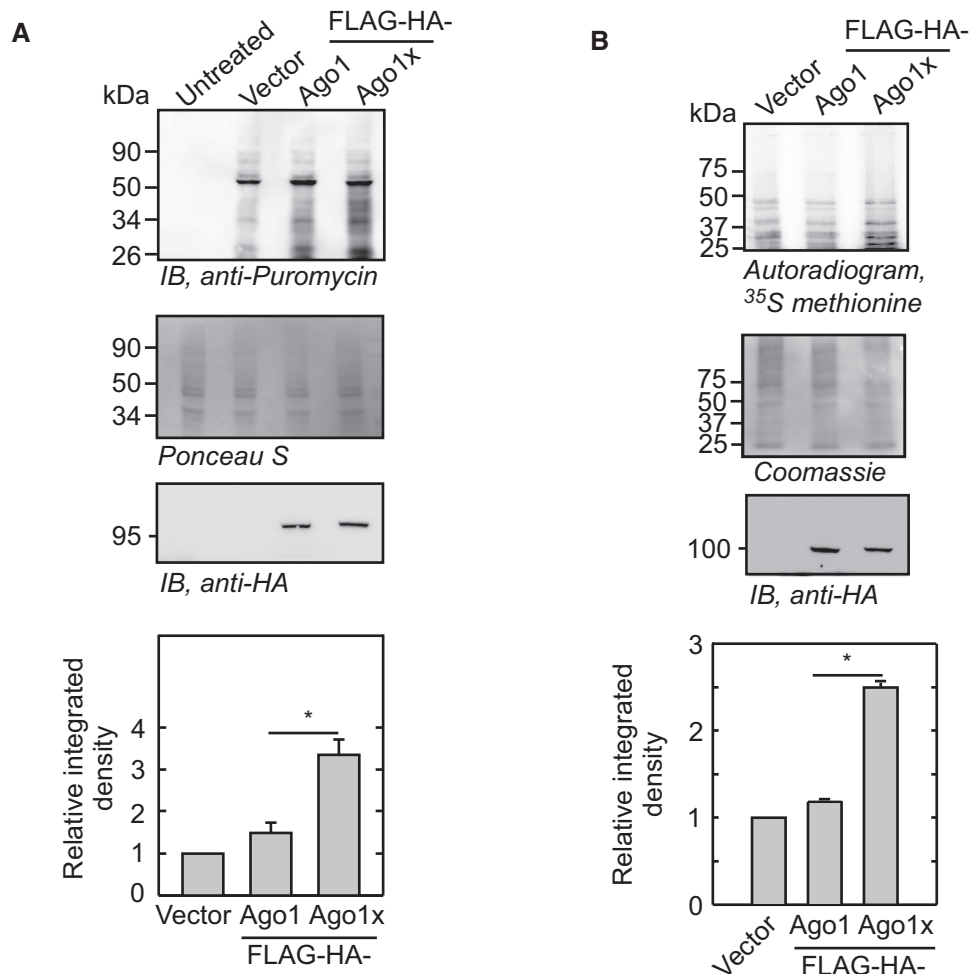 A
FLAG-HA-
Untreated
Vector
Ago1
Ago1x
kDa
90
50
34
26
IB, anti-Puromycin
90
50
34
Ponceau S
95
IB, anti-HA
Relative integrated
density
4
3
2
1
0
Vector Ago1 Ago1x
FLAG-HA-
*
B
FLAG-HA-
Vector
Ago1
Ago1x
kDa
75
50
37
25
Autoradiogram,
³⁵S methionine
75
50
37
25
Coomassie
100
IB, anti-HA
Relative integrated
density
3
2
1
0
*
Vector
Ago1 Ago1x
FLAG-HA-